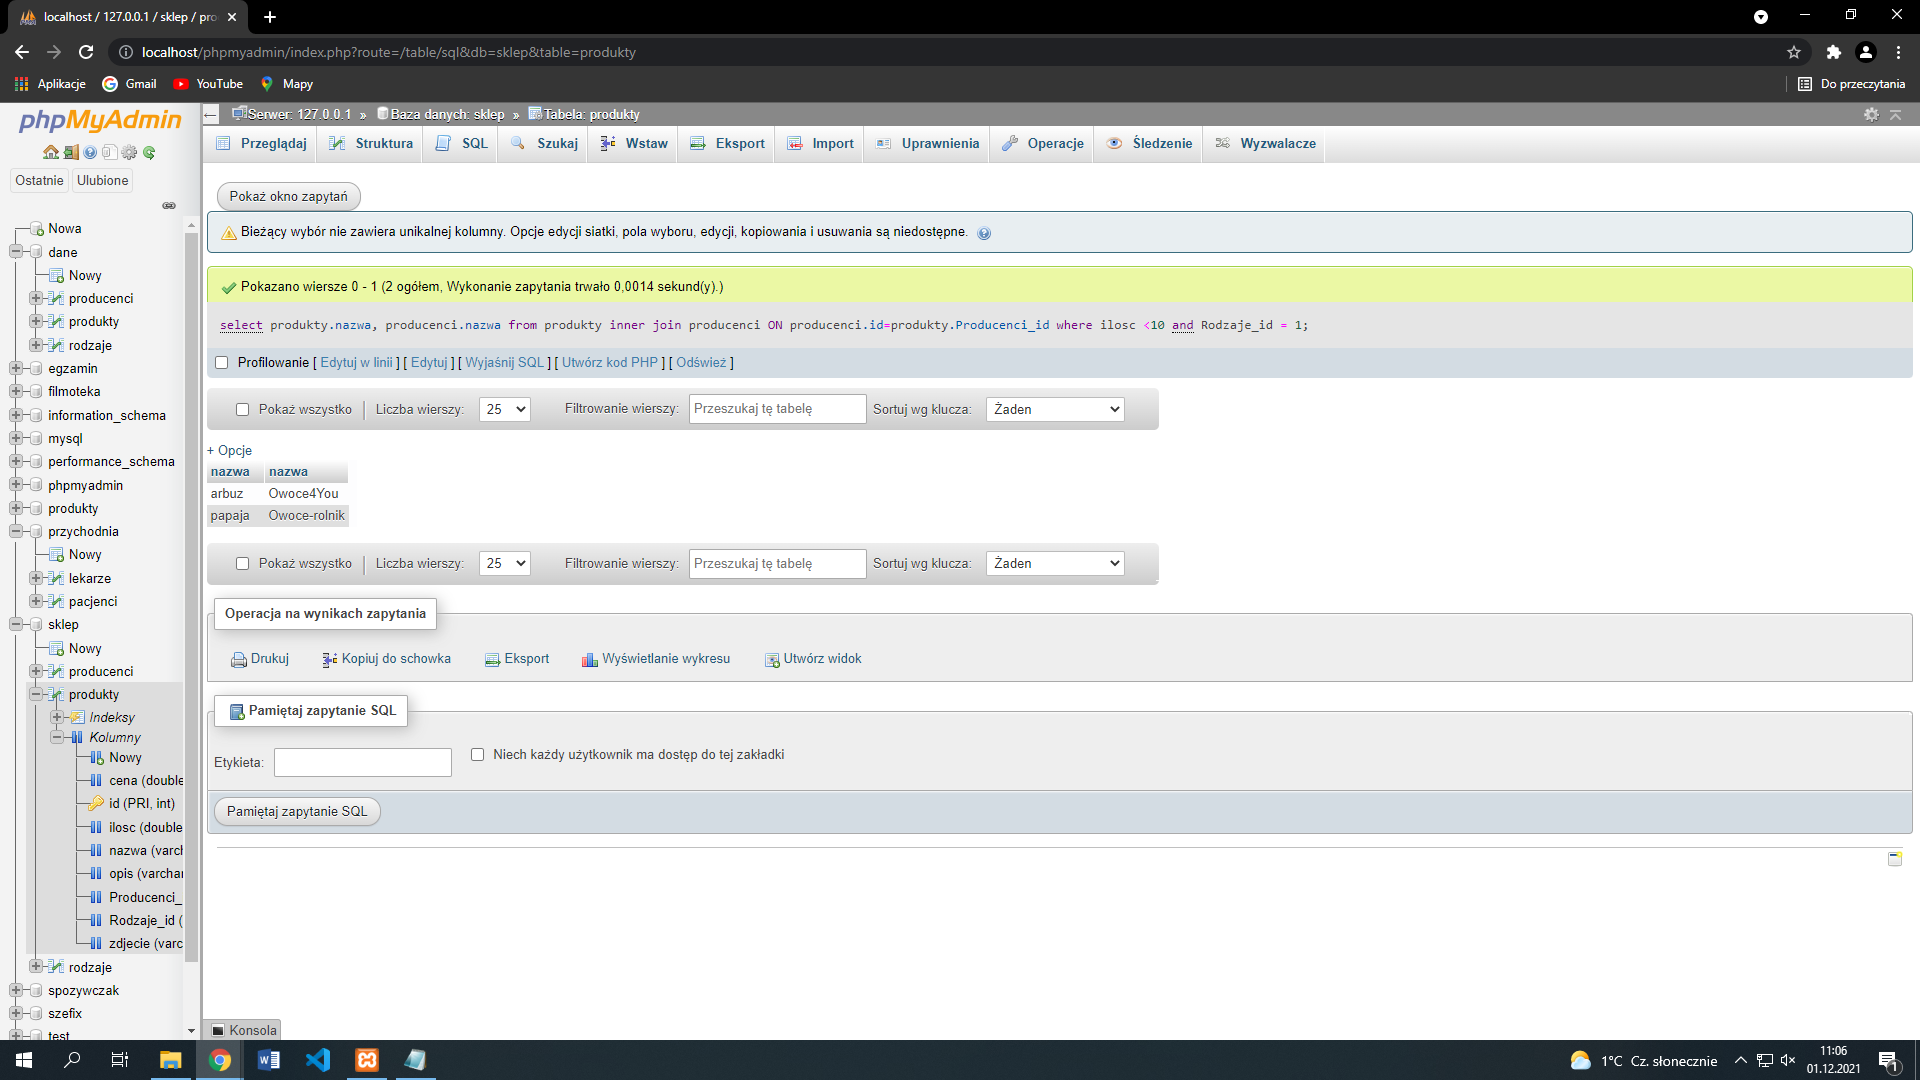 localhost / 127.0.0.1 / sklep / pro
localhost/phpmyadmin/index.php?route=/table/sql&db=sklep&table=produkty
Aplikacje
Gmail
YouTube
Mapy
Do przeczytania
phpMyAdmin
Ostatnie
Ulubione
Nowa
dane
Nowy
producenci
produkty
rodzaje
egzamin
filmoteka
information_schema
mysql
performance_schema
phpmyadmin
produkty
przychodnia
Nowy
lekarze
pacjenci
sklep
Nowy
producenci
produkty
Indeksy
Kolumny
Nowy
cena (double
id (PRI, int)
ilosc (double
nazwa (varch
opis (varchar
Producenci_
Rodzaje_id (
zdjecie (varc
rodzaje
spozywczak
szefix
test
Serwer: 127.0.0.1 » Baza danych: sklep » Tabela: produkty
Przeglądaj
Struktura
SQL
Szukaj
Wstaw
Eksport
Import
Uprawnienia
Operacje
Śledzenie
Wyzwalacze
Pokaż okno zapytań
Bieżący wybór nie zawiera unikalnej kolumny. Opcje edycji siatki, pola wyboru, edycji, kopiowania i usuwania są niedostępne.
Pokazano wiersze 0 - 1 (2 ogółem, Wykonanie zapytania trwało 0,0014 sekund(y).)
select produkty.nazwa, producenci.nazwa from produkty inner join producenci ON producenci.id=produkty.Producenci_id where ilosc <10 and Rodzaje_id = 1;
Profilowanie [ Edytuj w linii ] [ Edytuj ] [ Wyjaśnij SQL ] [ Utwórz kod PHP ] [ Odśwież ]
Pokaż wszystko | Liczba wierszy: 25 Filtrowanie wierszy: Przeszukaj tę tabelę Sortuj wg klucza: Żaden
+ Opcje
nazwa nazwa
arbuz Owoce4You
papaja Owoce-rolnik
Pokaż wszystko | Liczba wierszy: 25 Filtrowanie wierszy: Przeszukaj tę tabelę Sortuj wg klucza: Żaden
Operacja na wynikach zapytania
Drukuj
Kopiuj do schowka
Eksport
Wyświetlanie wykresu
Utwórz widok
Pamiętaj zapytanie SQL
Etykieta:
Niech każdy użytkownik ma dostęp do tej zakładki
Pamiętaj zapytanie SQL
Konsola
1°C Cz. słonecznie
11:06
01.12.2021
1